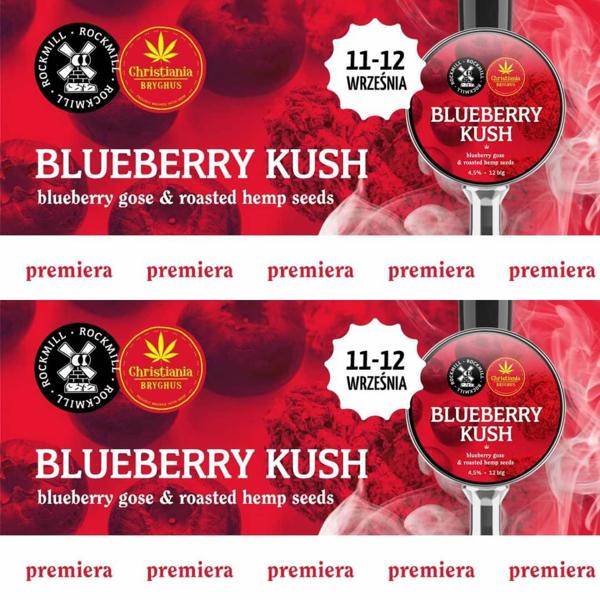 ROCKMILL · ROCKMILL · ROCKMILL ·
Christiania
BRYGHUS
11-12
WRZEŚNIA
ROCKMILL · ROCKMILL
Christiania
BRYGHUS
BLUEBERRY
KUSH
blueberry gose
& roasted hemp seeds
4,5% • 12 blg
BLUEBERRY KUSH
blueberry gose & roasted hemp seeds
premiera premiera premiera premiera premiera
ROCKMILL · ROCKMILL · ROCKMILL ·
Christiania
BRYGHUS
11-12
WRZEŚNIA
ROCKMILL · ROCKMILL
Christiania
BRYGHUS
BLUEBERRY
KUSH
blueberry gose
& roasted hemp seeds
4,5% • 12 blg
BLUEBERRY KUSH
blueberry gose & roasted hemp seeds
premiera premiera premiera premiera premiera